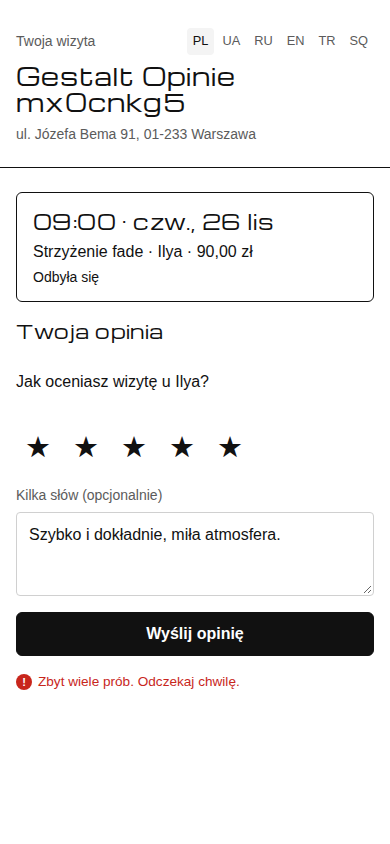 Twoja wizyta
PL UA RU EN TR SQ
Gestalt Opinie
mx0cnkg5
ul. Józefa Bema 91, 01-233 Warszawa
09:00 · czw., 26 lis
Strzyżenie fade · Ilya · 90,00 zł
Odbyła się
Twoja opinia
Jak oceniasz wizytę u Ilya?
★ ★ ★ ★ ★
Kilka słów (opcjonalnie)
Szybko i dokładnie, miła atmosfera.
Wyślij opinię
Zbyt wiele prób. Odczekaj chwilę.